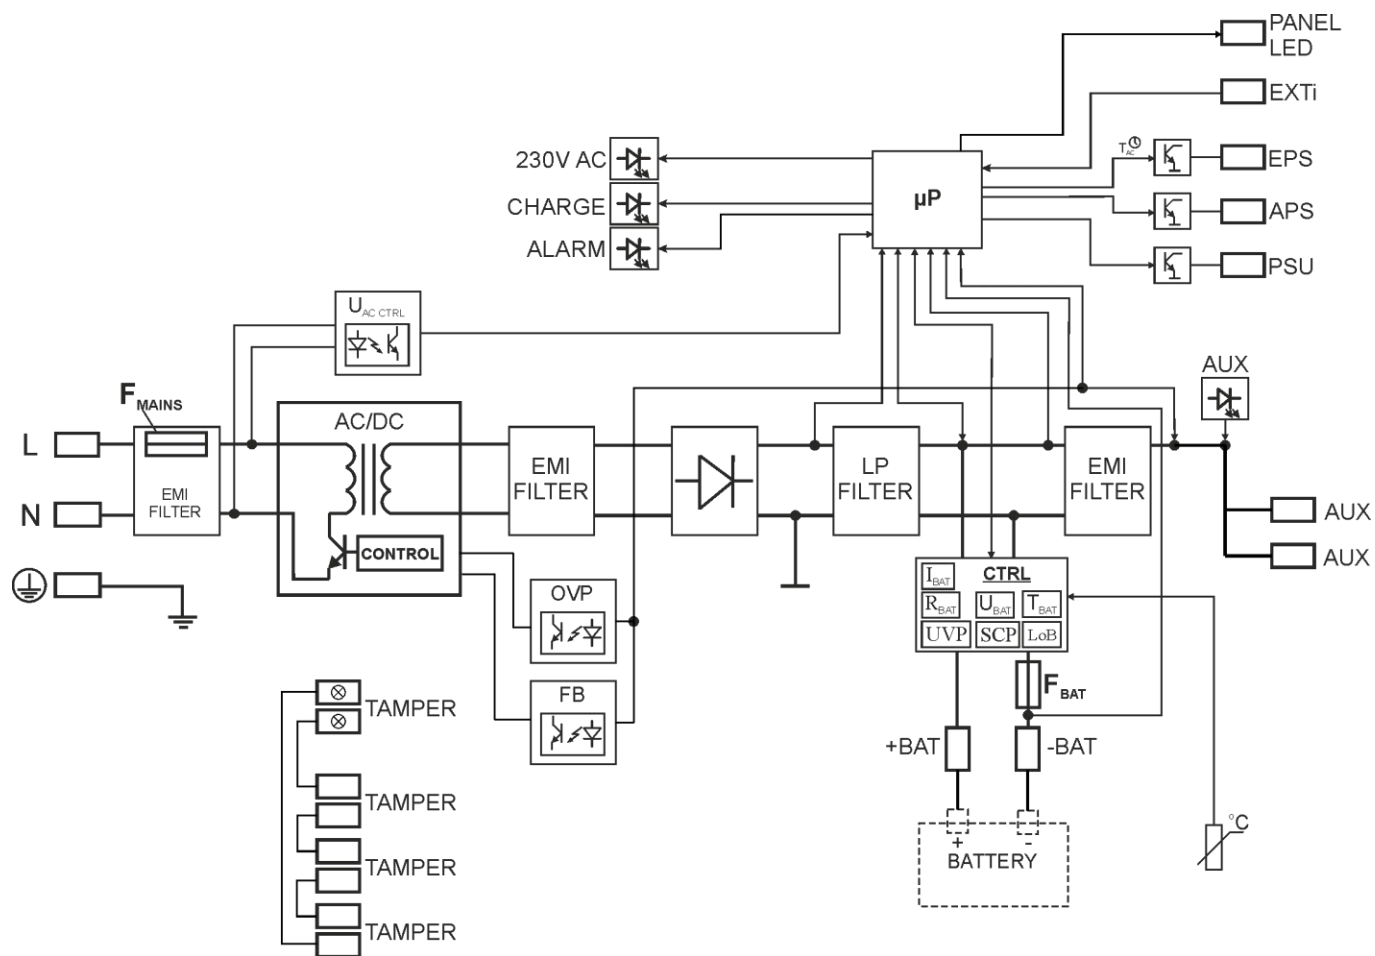 PANEL
LED
EXTi
230V AC
T AC
EPS
CHARGE
µP
APS
ALARM
PSU
U AC CTRL
AUX
F MAINS
AC/DC
L
EMI
FILTER
LP
FILTER
EMI
FILTER
EMI
FILTER
N
AUX
CONTROL
AUX
OVP
I BAT
CTRL
R BAT
U BAT
T BAT
UVP
SCP
LoB
FB
F BAT
TAMPER
+BAT
-BAT
TAMPER
°C
+
-
BATTERY
TAMPER
TAMPER